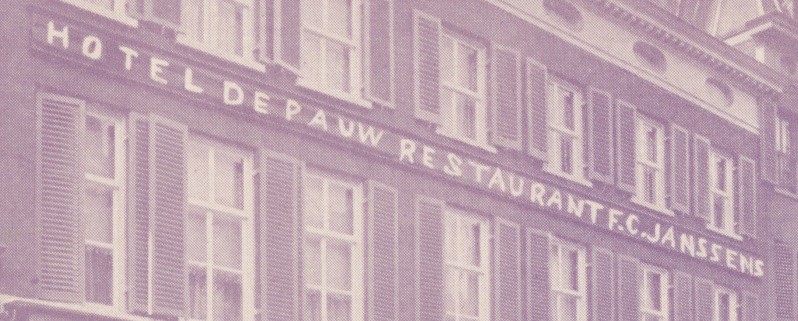 HOTEL DE PAUW RESTAURANT F.C. JANSSENS